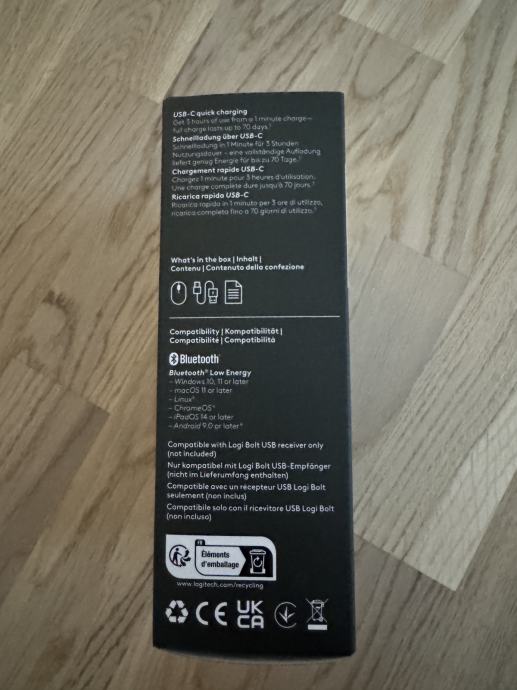 USB-C quick charging
Get 3 hours of use from a 1 minute charge—
full charge lasts up to 70 days.
Schnellladung über USB-C
Schnellladung in 1 Minute für 3 Stunden
Nutzungsdauer – eine vollständige Aufladung
liefert genug Energie für bis zu 70 Tage.
Chargement rapide USB-C
Chargez 1 minute pour 3 heures d'utilisation.
Une charge complète dure jusqu'à 70 jours.
Ricarica rapida USB-C
Ricarica rapida in 1 minuto per 3 ore di utilizzo,
ricarica completa fino a 70 giorni di utilizzo.
What's in the box | Inhalt |
Contenu | Contenuto della confezione
Compatibility | Kompatibilität |
Compatibilité | Compatibilità
Bluetooth
Bluetooth® Low Energy
– Windows 10, 11 or later
– macOS 11 or later
– Linux
– ChromeOS
– iPadOS 14 or later
– Android 9.0 or later
Compatible with Logi Bolt USB receiver only
(not included)
Nur kompatibel mit Logi Bolt USB-Empfänger
(nicht im Lieferumfang enthalten)
Compatible avec un récepteur USB Logi Bolt
seulement (non inclus)
Compatibile solo con il ricevitore USB Logi Bolt
(non incluso)
FR
Éléments
d'emballage
www.logitech.com/recycling
CE UK
CA